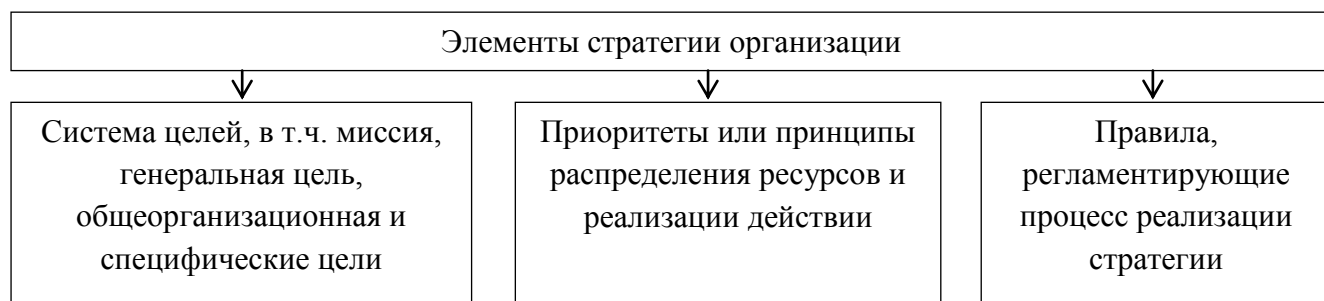 Элементы стратегии организации
Система целей, в т.ч. миссия,
генеральная цель,
общеорганизационная и
специфические цели
Приоритеты или принципы
распределения ресурсов и
реализации действии
Правила,
регламентирующие
процесс реализации
стратегии